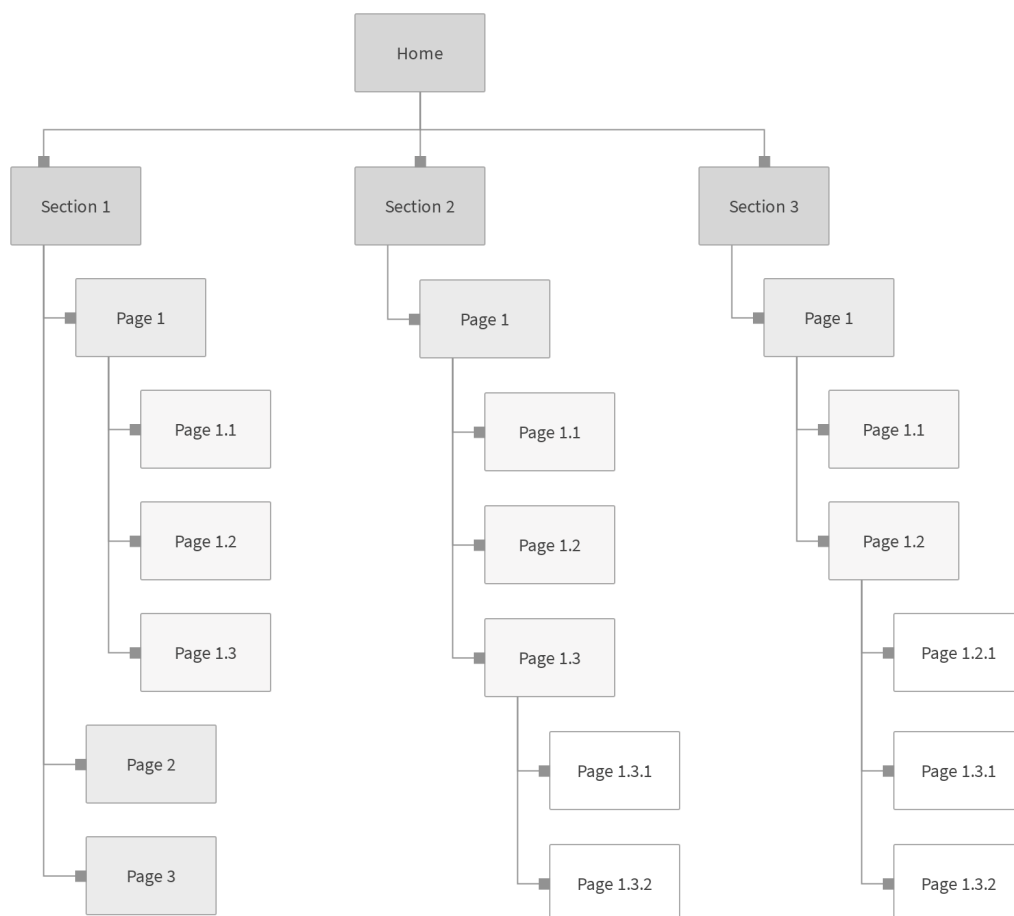 Home
Section 1
Page 1
Page 1.1
Page 1.2
Page 1.3
Page 2
Page 3
Section 2
Page 1
Page 1.1
Page 1.2
Page 1.3
Page 1.3.1
Page 1.3.2
Section 3
Page 1
Page 1.1
Page 1.2
Page 1.2.1
Page 1.3.1
Page 1.3.2